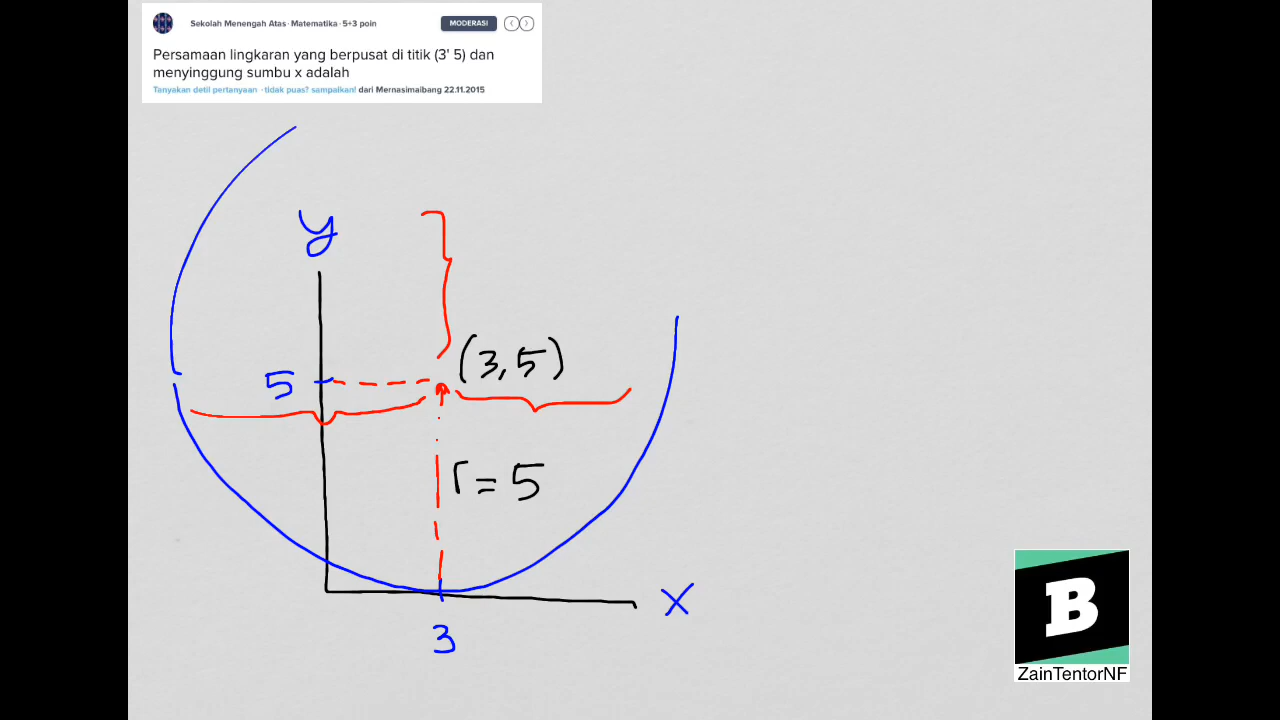 Sekolah Menengah Atas · Matematika · 5+3 poin
MODERASI
Persamaan lingkaran yang berpusat di titik (3' 5) dan
menyinggung sumbu x adalah
Tanyakan detil pertanyaan · tidak puas? sampaikan! dari Mernasimaibang 22.11.2015
y
(3,5)
5
r = 5
x
3
B
ZainTentorNF